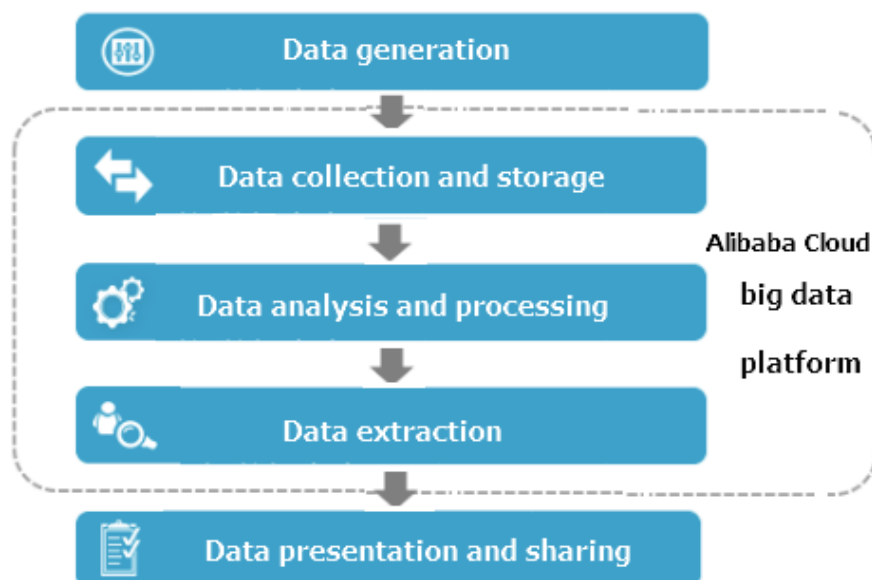 Data generation
Data collection and storage
Alibaba Cloud
big data
platform
Data analysis and processing
Data extraction
Data presentation and sharing